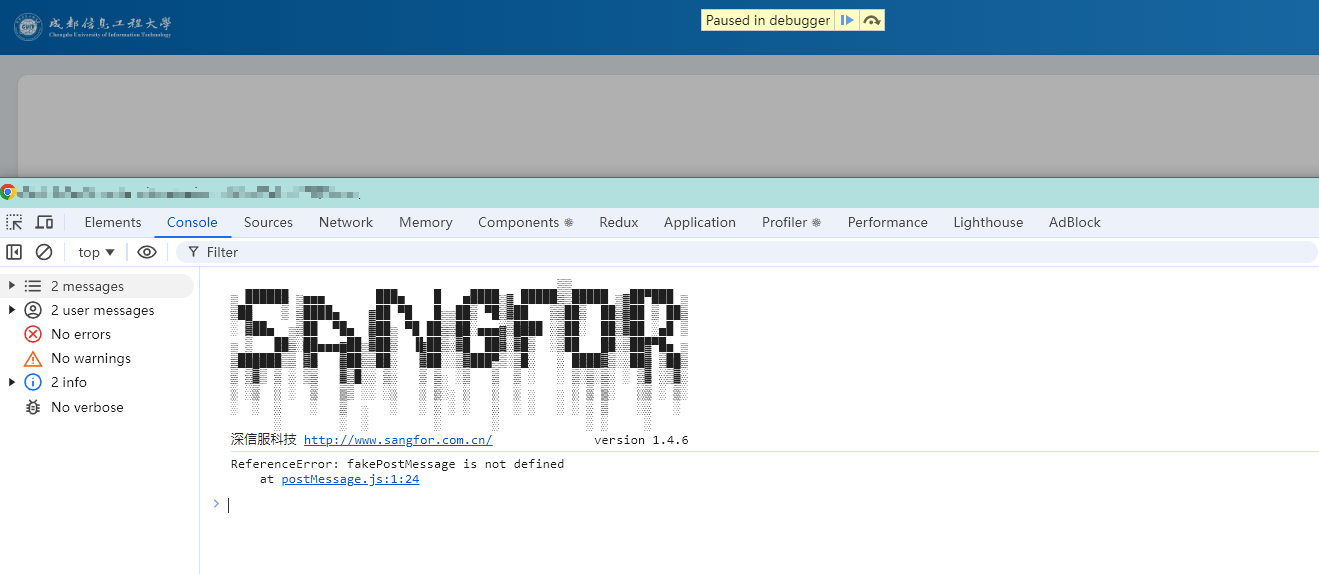 成都信息工程大學
Chengdu University of Information Technology
Paused in debugger
Elements Console Sources Network Memory Components Redux Application Profiler Performance Lighthouse AdBlock
top Filter
2 messages
2 user messages
No errors
No warnings
2 info
No verbose
SANGFOR
深信服科技 http://www.sangfor.com.cn/ version 1.4.6
ReferenceError: fakePostMessage is not defined
at postMessage.js:1:24